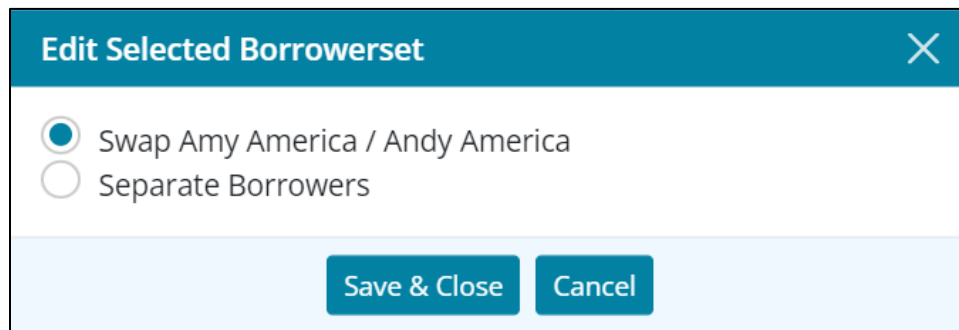 Edit Selected Borrowerset
Swap Amy America / Andy America
Separate Borrowers
Save & Close Cancel